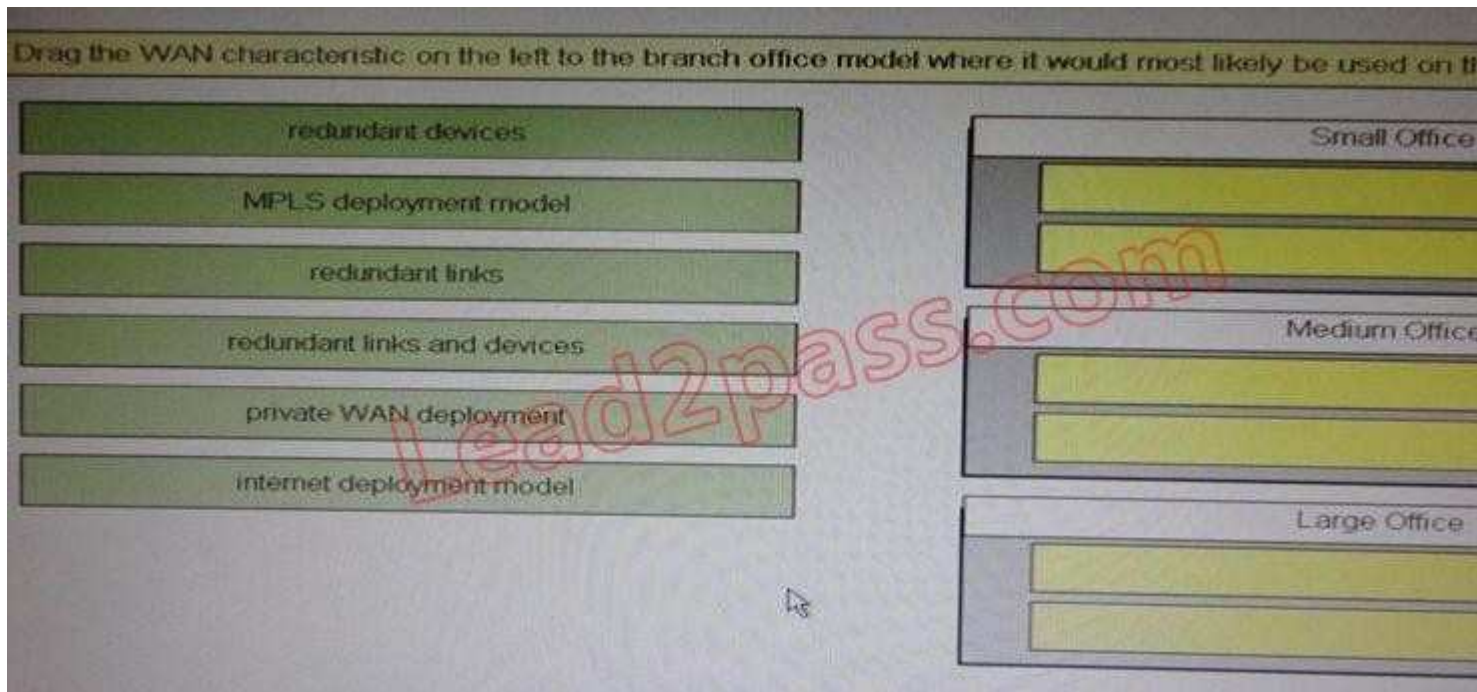 Drag the WAN characteristic on the left to the branch office model where it would most likely be used on
redundant devices
MPLS deployment model
redundant links
redundant links and devices
private WAN deployment
internet deployment model
Small Office
Medium Office
Large Office
Lead2pass.com